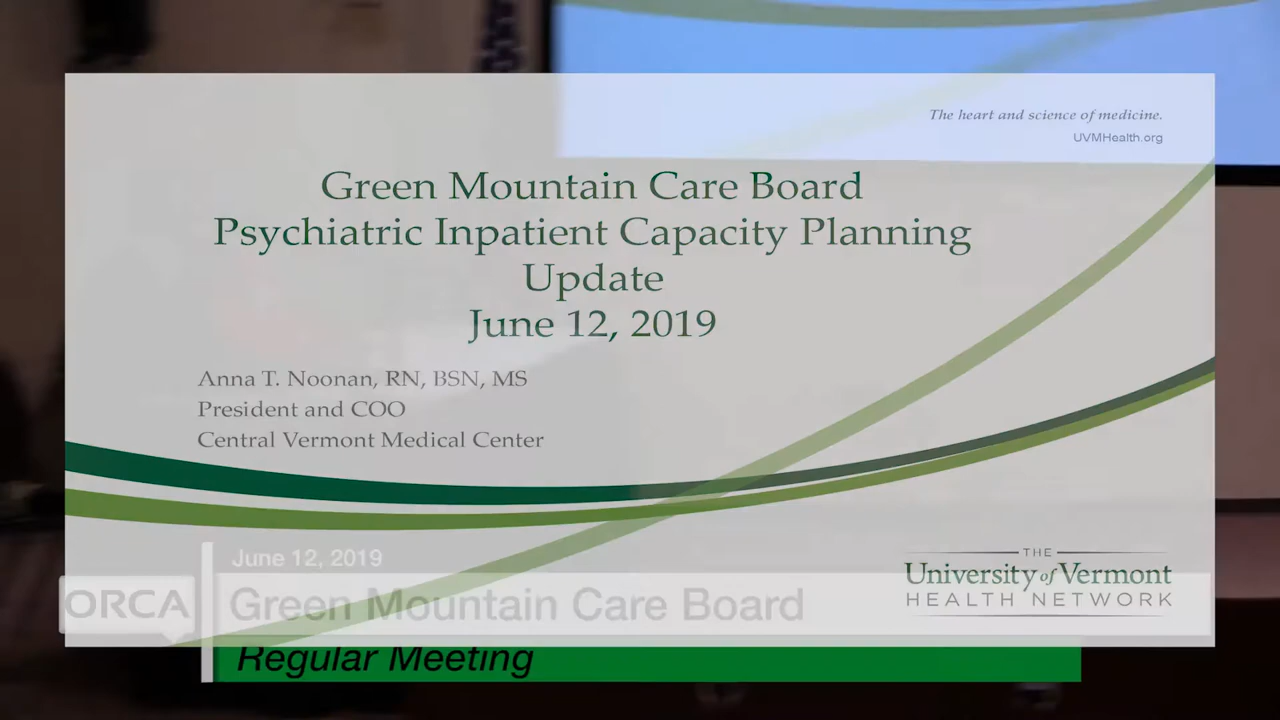 The heart and science of medicine.
UVMHealth.org
Green Mountain Care Board
Psychiatric Inpatient Capacity Planning
Update
June 12, 2019
Anna T. Noonan, RN, BSN, MS
President and COO
Central Vermont Medical Center
THE
University of Vermont
HEALTH NETWORK
June 12, 2019
ORCA
Green Mountain Care Board
Regular Meeting